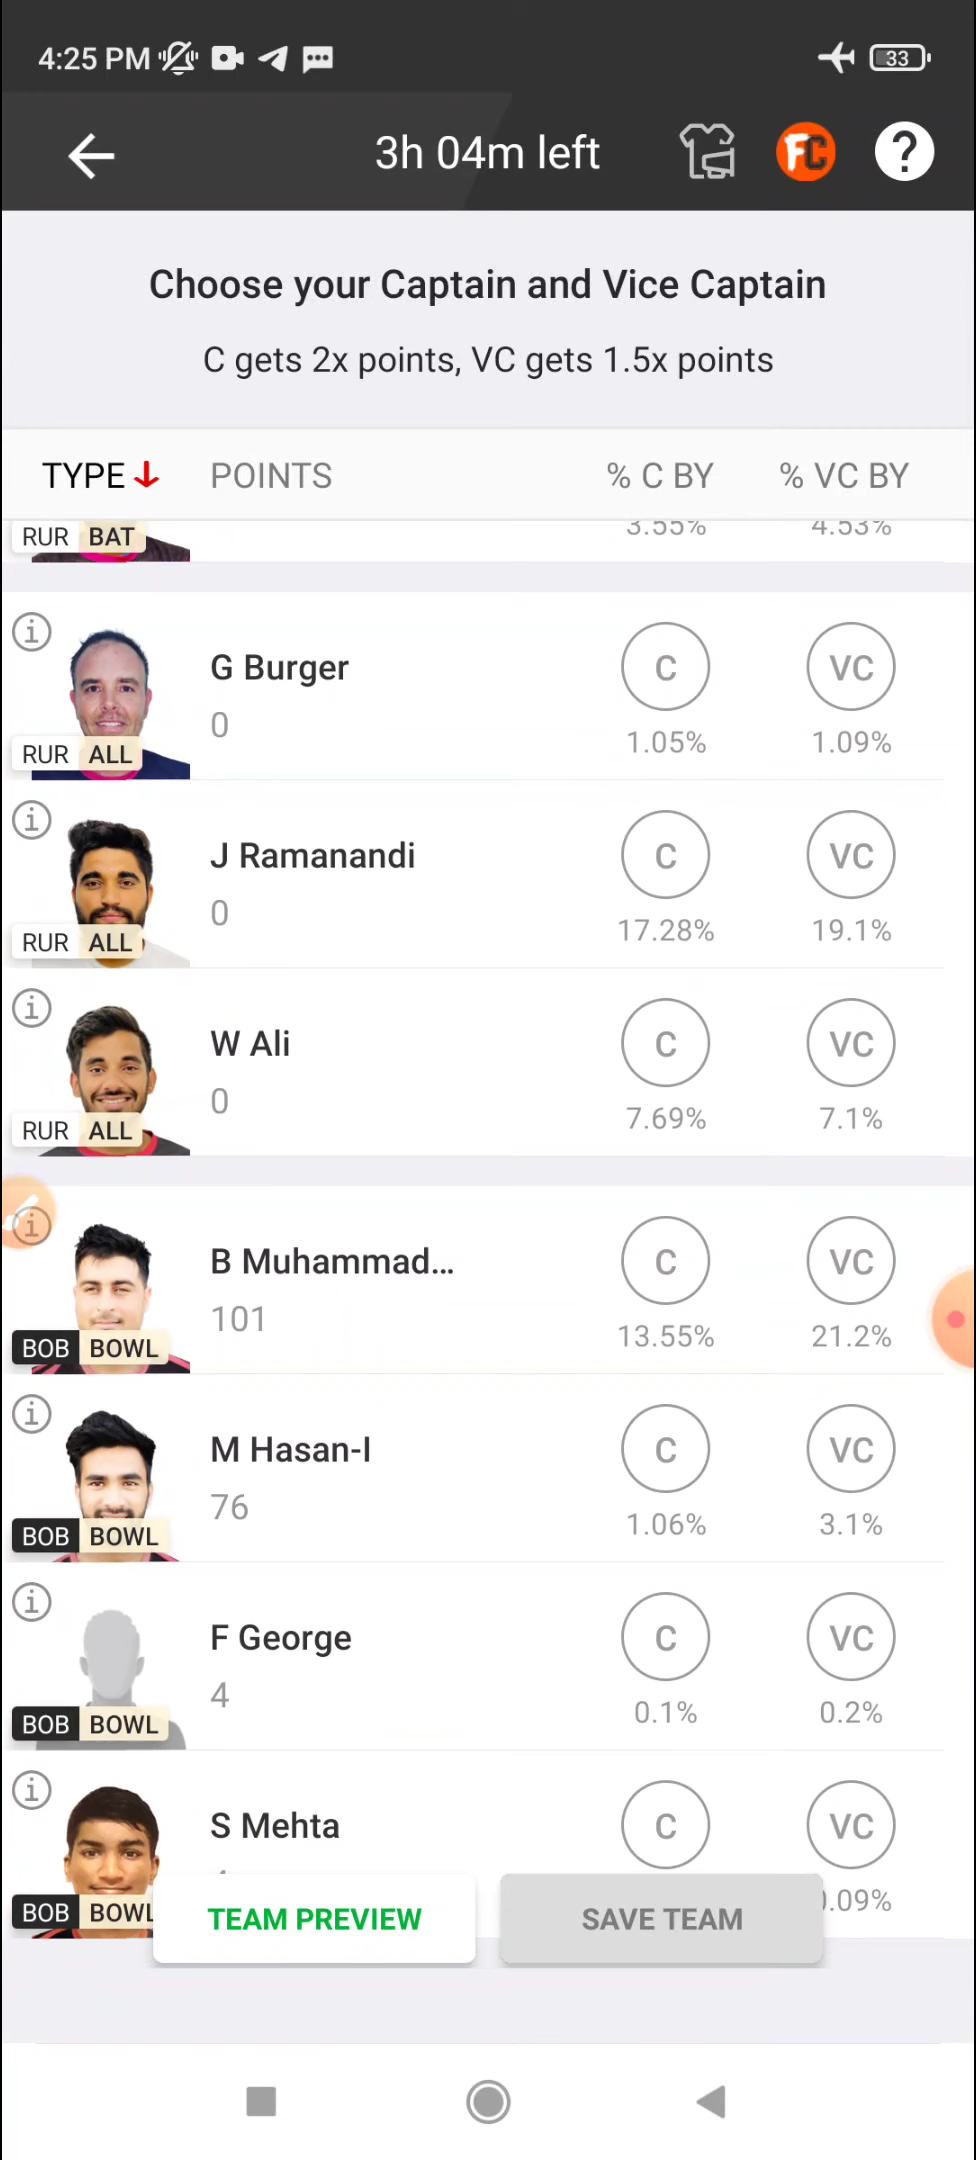 4:25 PM
33
3h 04m left
FC
?
Choose your Captain and Vice Captain
C gets 2x points, VC gets 1.5x points
TYPE POINTS % C BY % VC BY
RUR BAT 3.55% 4.53%
i
G Burger C VC
0
1.05% 1.09%
RUR ALL
i
J Ramanandi C VC
0
17.28% 19.1%
RUR ALL
i
W Ali C VC
0
7.69% 7.1%
RUR ALL
i
B Muhammad... C VC
101
13.55% 21.2%
BOB BOWL
i
M Hasan-I C VC
76
1.06% 3.1%
BOB BOWL
i
F George C VC
4
0.1% 0.2%
BOB BOWL
i
S Mehta C VC
.09%
BOB BOWL
TEAM PREVIEW SAVE TEAM